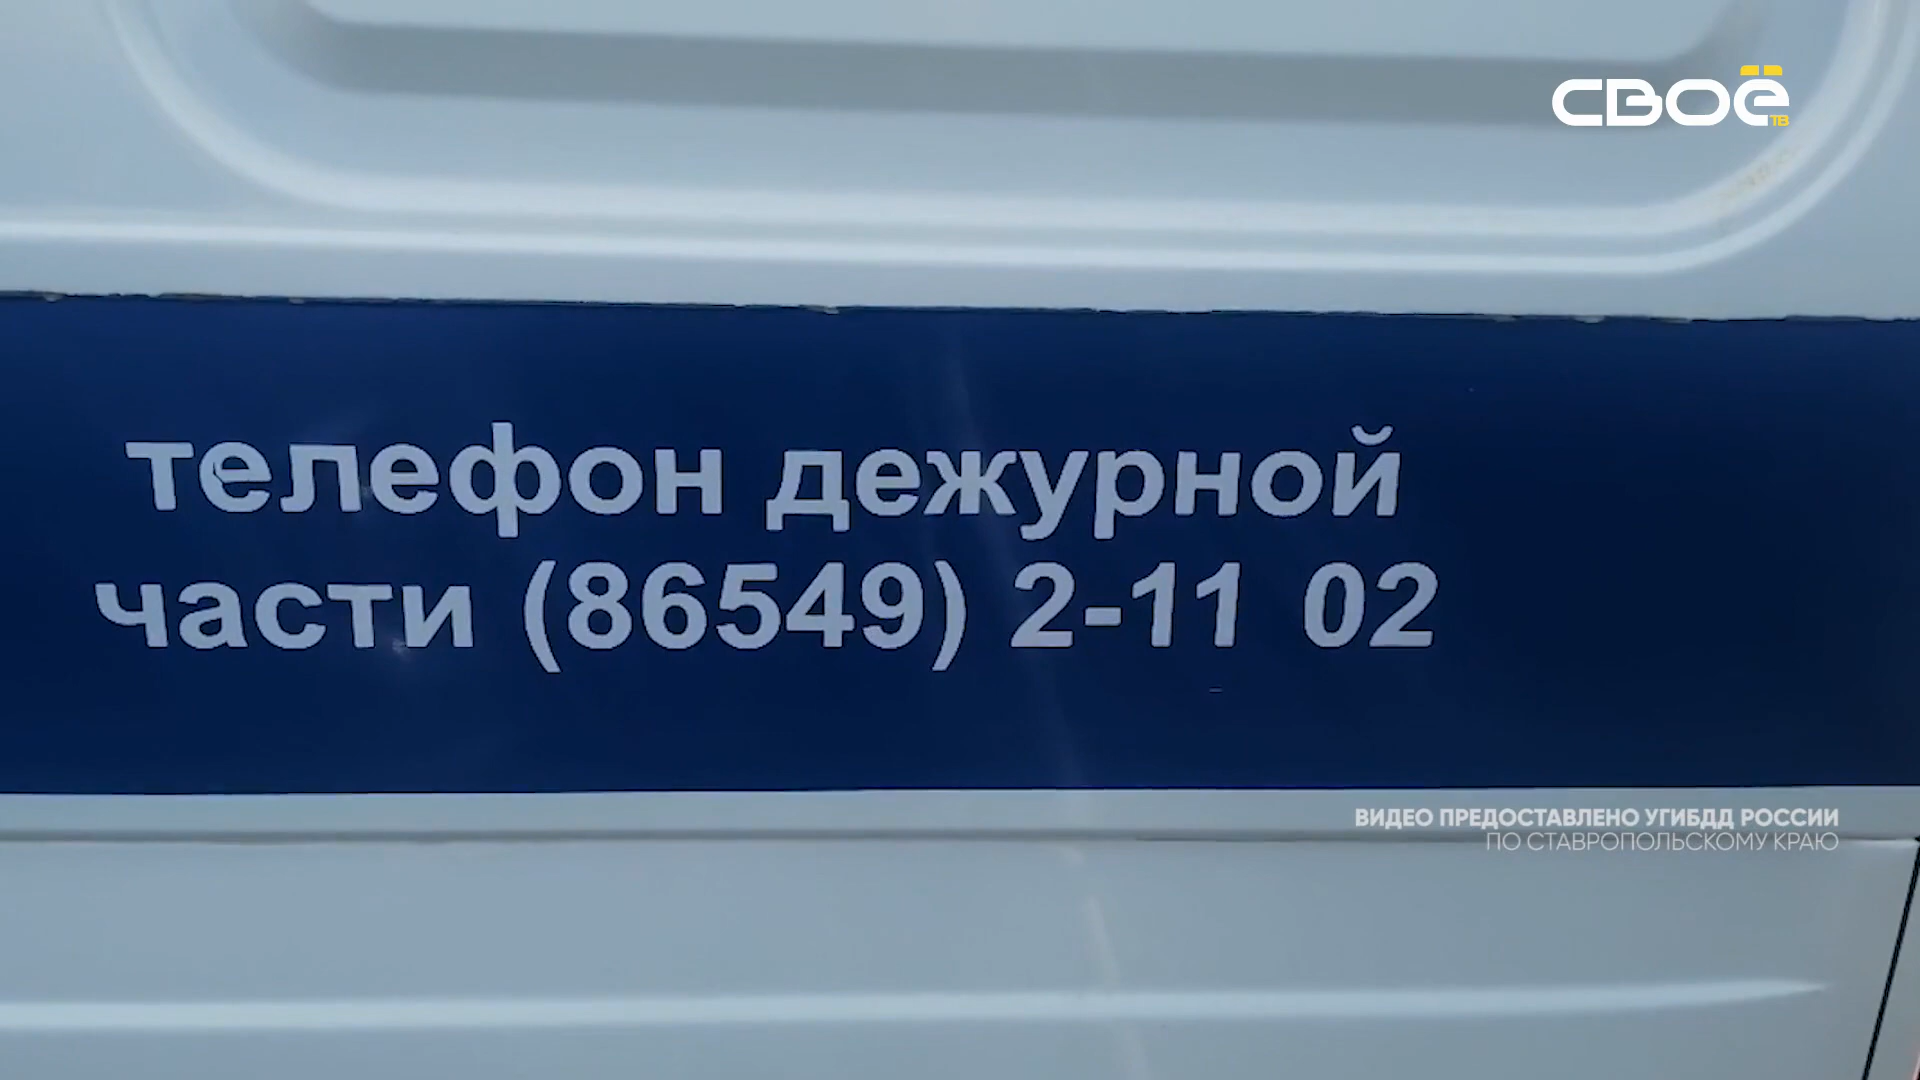 СВОЁ
ТВ
телефон дежурной
части (86549) 2-11 02
ВИДЕО ПРЕДОСТАВЛЕНО УГИБДД РОССИИ
ПО СТАВРОПОЛЬСКОМУ КРАЮ